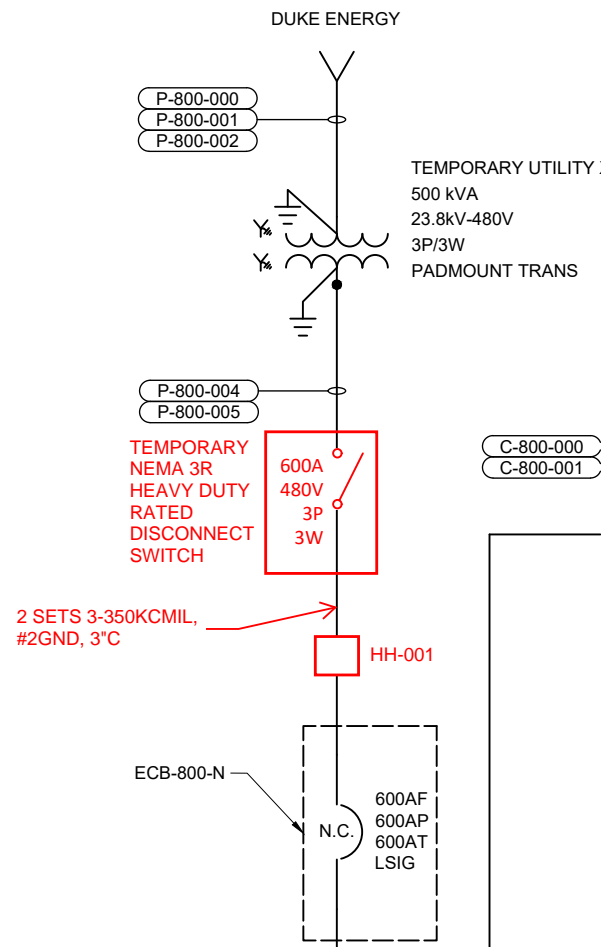 DUKE ENERGY
P-800-000
P-800-001
P-800-002
TEMPORARY UTILITY
500 kVA
23.8kV-480V
3P/3W
PADMOUNT TRANS
P-800-004
P-800-005
TEMPORARY
NEMA 3R
HEAVY DUTY
RATED
DISCONNECT
SWITCH
600A
480V
3P
3W
C-800-000
C-800-001
2 SETS 3-350KCMIL,
#2GND, 3"C
HH-001
ECB-800-N
N.C.
600AF
600AP
600AT
LSIG